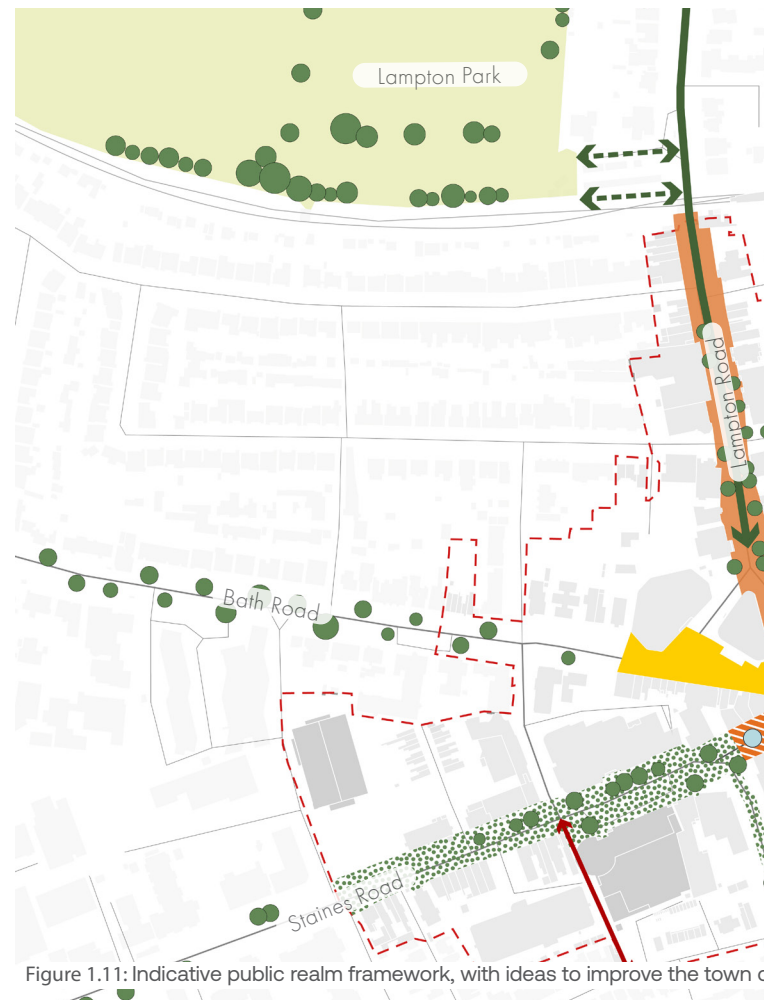 Lampton Park
Lampton Road
Bath Road
Staines Road
Figure 1.11: Indicative public realm framework, with ideas to improve the town